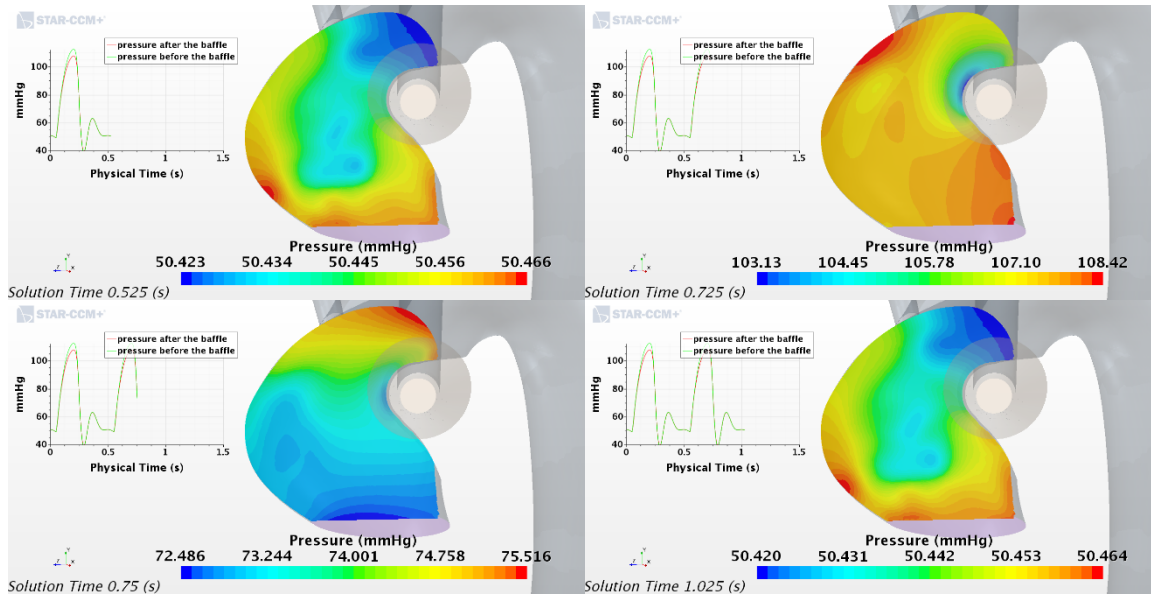 STAR-CCM+
pressure after the baffle
pressure before the baffle
mmHg
100
80
60
40
0 0.5 1 1.5
Physical Time (s)
Pressure (mmHg)
50.423 50.434 50.445 50.456 50.466
Solution Time 0.525 (s)
STAR-CCM+
pressure after the baffle
pressure before the baffle
mmHg
100
80
60
40
0 0.5 1 1.5
Physical Time (s)
Pressure (mmHg)
103.13 104.45 105.78 107.10 108.42
Solution Time 0.725 (s)
STAR-CCM+
pressure after the baffle
pressure before the baffle
mmHg
100
80
60
40
0 0.5 1 1.5
Physical Time (s)
Pressure (mmHg)
72.486 73.244 74.001 74.758 75.516
Solution Time 0.75 (s)
STAR-CCM+
pressure after the baffle
pressure before the baffle
mmHg
100
80
60
40
0 0.5 1 1.5
Physical Time (s)
Pressure (mmHg)
50.420 50.431 50.442 50.453 50.464
Solution Time 1.025 (s)